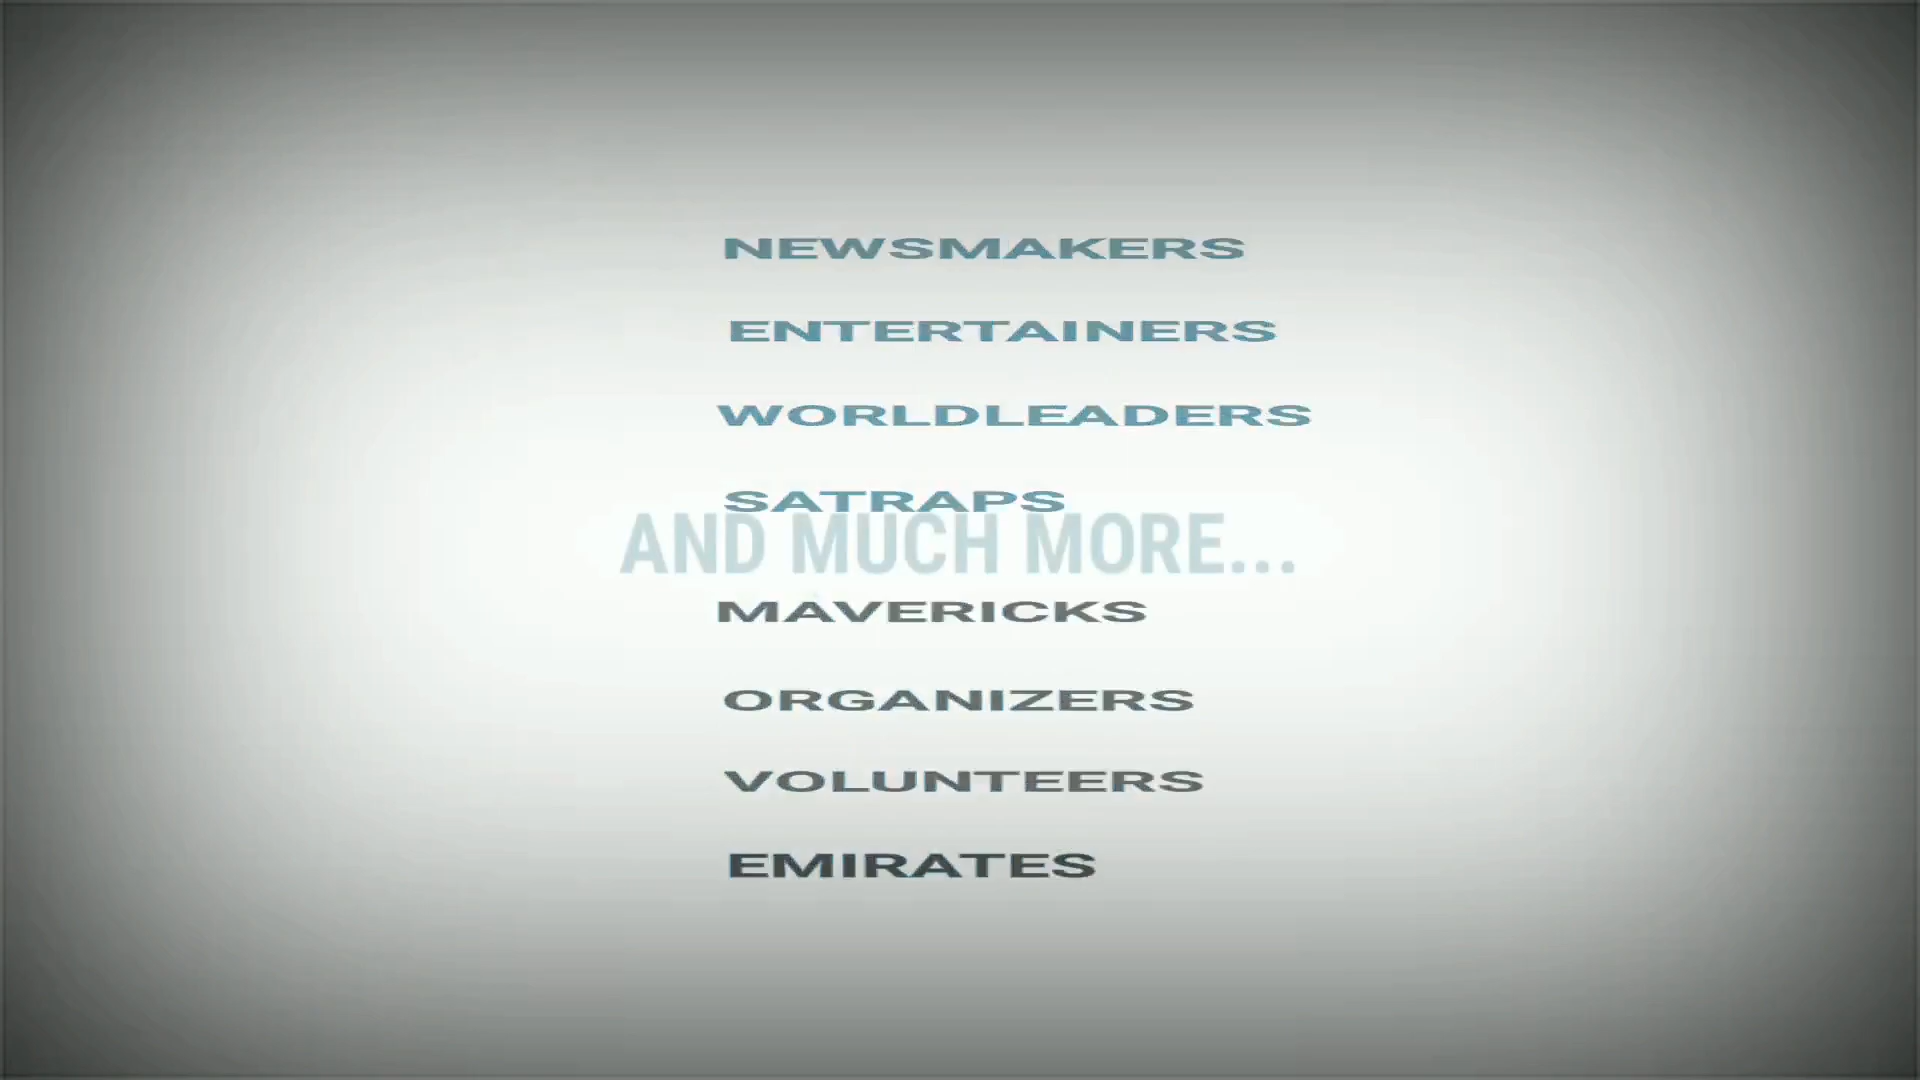 NEWSMAKERS
ENTERTAINERS
WORLDLEADERS
SATRAPS
AND MUCH MORE...
MAVERICKS
ORGANIZERS
VOLUNTEERS
EMIRATES